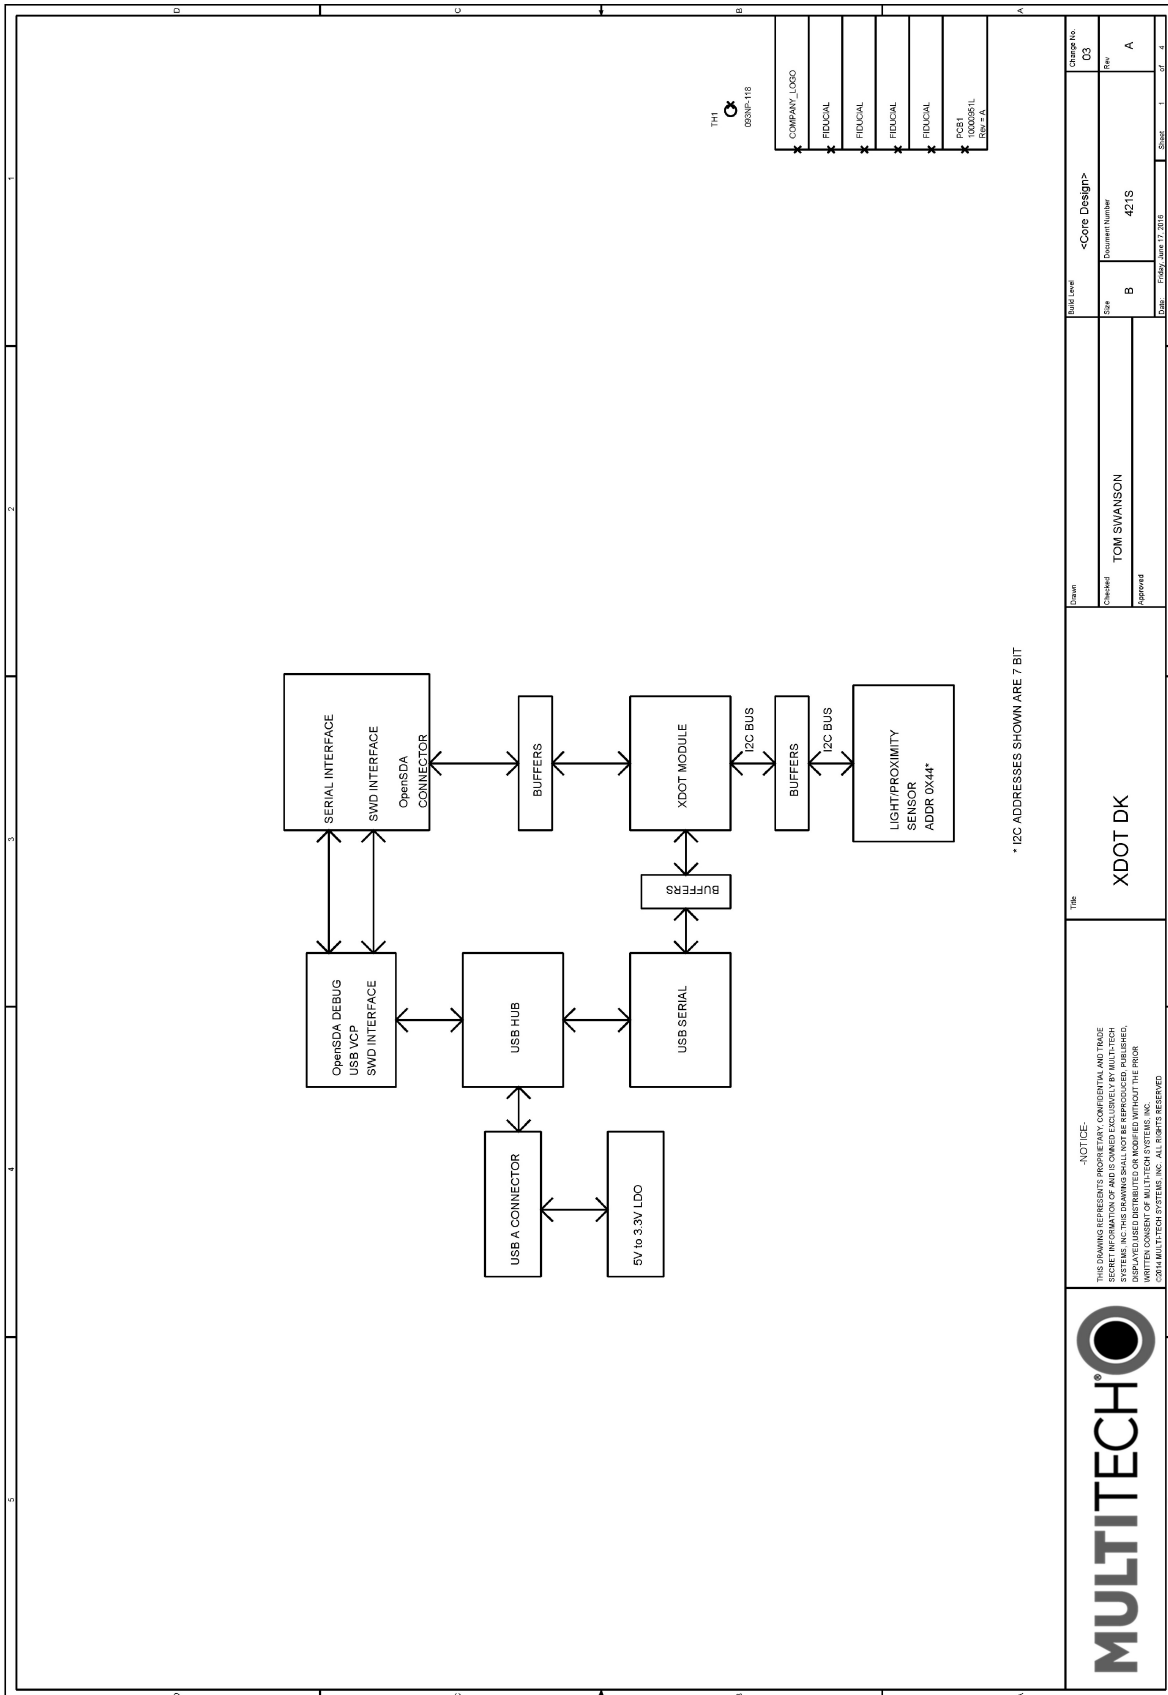 5
4
3
2
1
D
C
B
A
OpenSDA DEBUG
USB VCP
SWD INTERFACE
SERIAL INTERFACE
SWD INTERFACE
OpenSDA
CONNECTOR
USB A CONNECTOR
USB HUB
BUFFERS
5V to 3.3V LDO
USB SERIAL
BUFFERS
XDOT MODULE
I2C BUS
BUFFERS
I2C BUS
LIGHT/PROXIMITY
SENSOR
ADDR 0X44*
* I2C ADDRESSES SHOWN ARE 7 BIT
TH1
093NP-118
COMPANY_LOGO
FIDUCIAL
FIDUCIAL
FIDUCIAL
FIDUCIAL
PCB1
10000951L
Rev = A
MULTITECH®
-NOTICE-
THIS DRAWING REPRESENTS PROPRIETARY, CONFIDENTIAL AND TRADE
SECRET INFORMATION OF AND IS OWNED EXCLUSIVELY BY MULTI-TECH
SYSTEMS, INC. THIS DRAWING SHALL NOT BE REPRODUCED, PUBLISHED,
DISPLAYED USED DISTRIBUTED OR MODIFIED WITHOUT THE PRIOR
WRITTEN CONSENT OF MULTI-TECH SYSTEMS, INC.
©2014 MULTI-TECH SYSTEMS, INC. ALL RIGHTS RESERVED
Title
XDOT DK
Drawn
Checked
TOM SWANSON
Approved
Build Level
<Core Design>
Change No.
03
Size
B
Document Number
421S
Rev
A
Date: Friday, June 17, 2016
Sheet 1 of 4